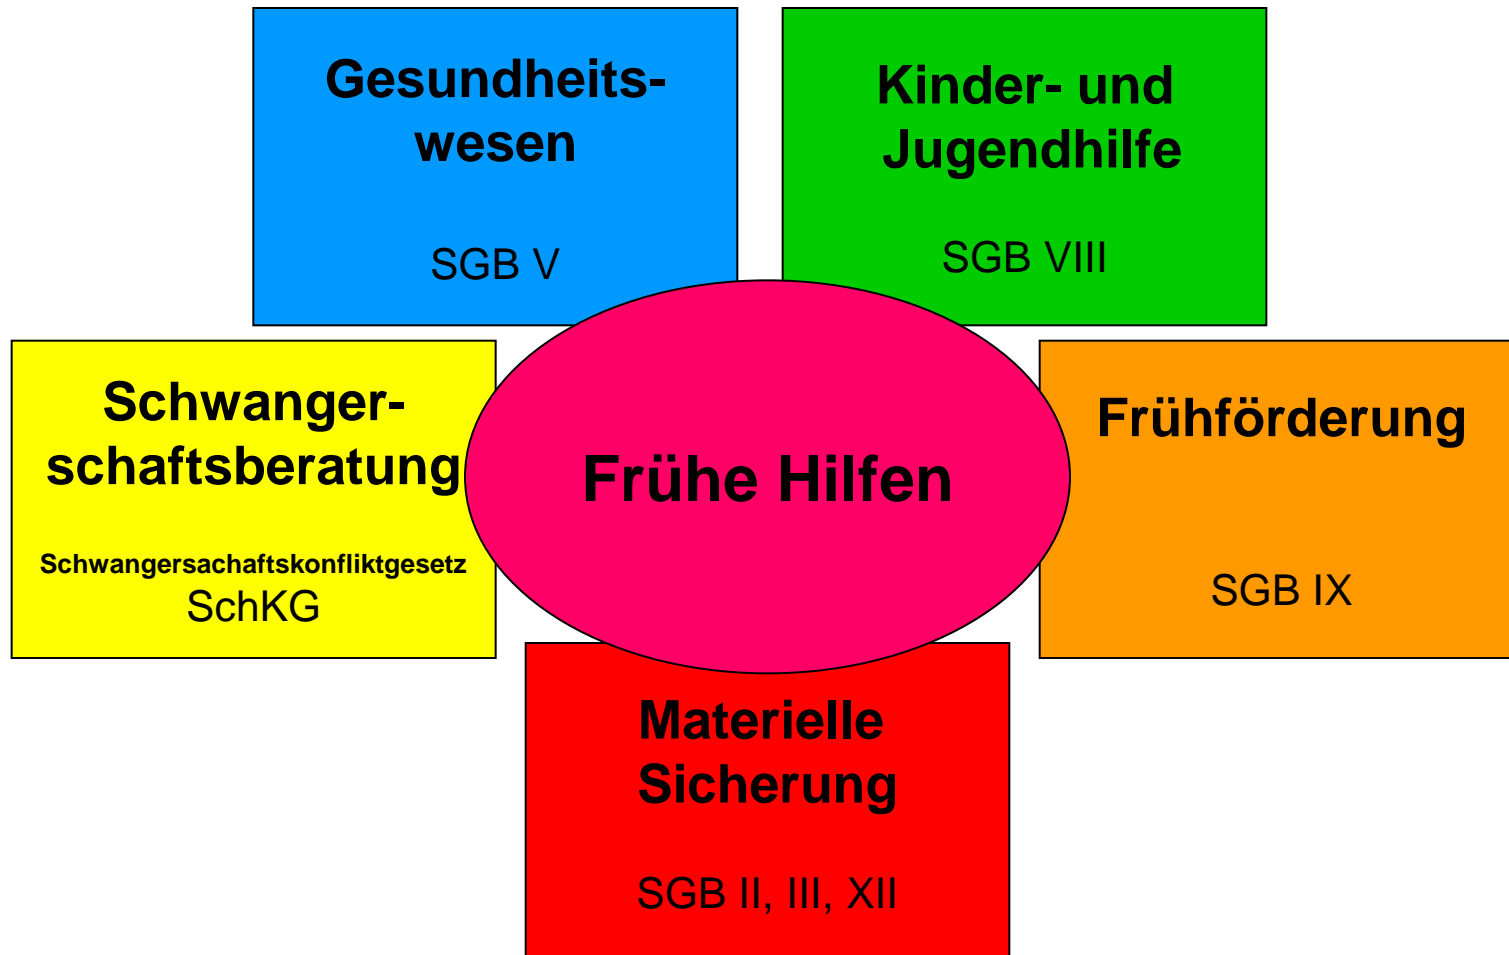 Gesundheits-
wesen
SGB V
Kinder- und
Jugendhilfe
SGB VIII
Schwanger-
schaftsberatung
Schwangersachaftskonfliktgesetz
SchKG
Frühe Hilfen
Frühförderung
SGB IX
Materielle
Sicherung
SGB II, III, XII